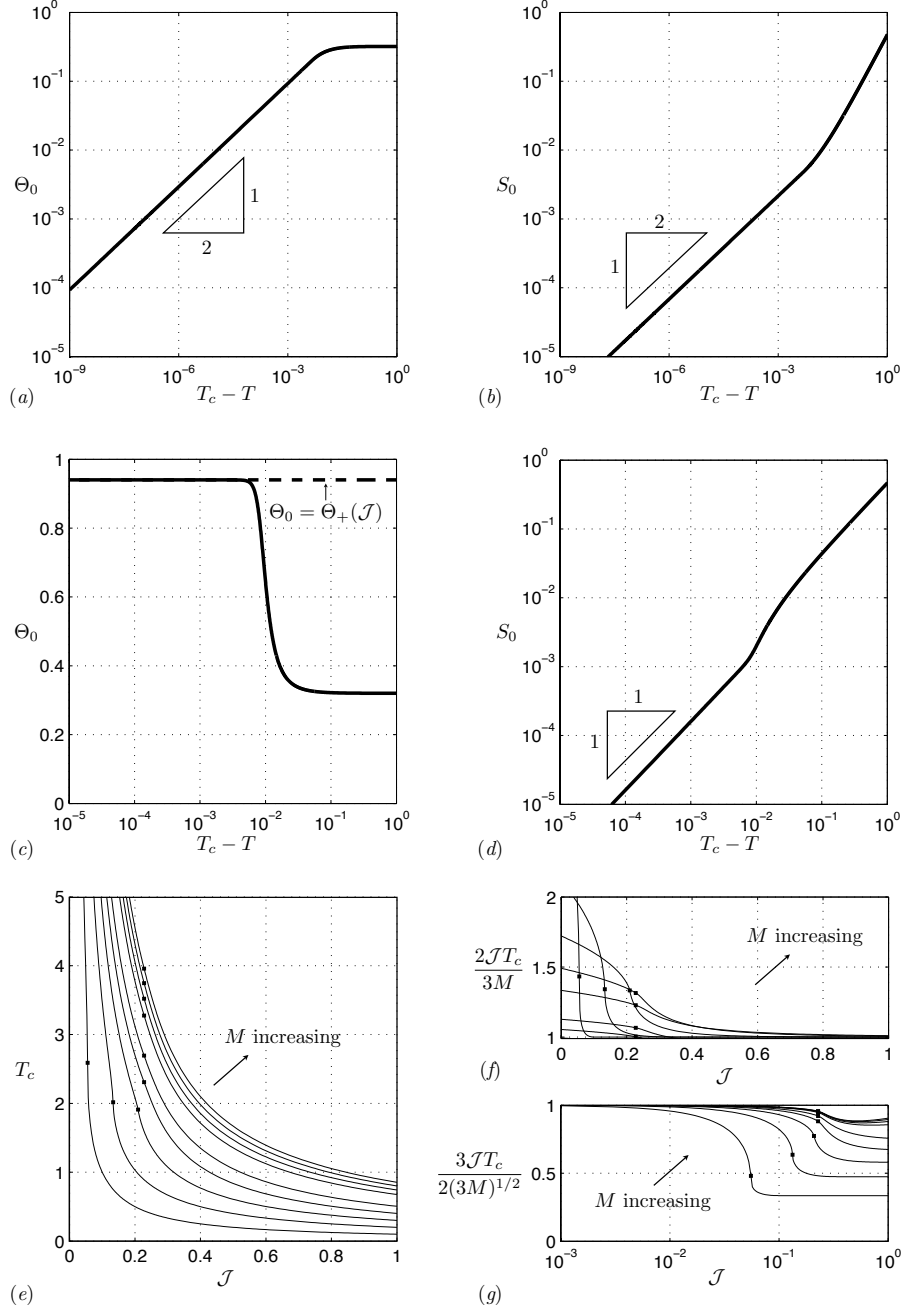 10^0
10^-1
10^-2
Θ_0
10^-3
10^-4
10^-5
1
2
10^-9
10^-6
10^-3
10^0
T_c − T
(a)
10^0
10^-1
10^-2
S_0
10^-3
10^-4
10^-5
2
1
10^-9
10^-6
10^-3
10^0
T_c − T
(b)
1
0.8
0.6
Θ_0
0.4
0.2
0
Θ_0 = Θ_+(𝒥)
10^-5
10^-4
10^-3
10^-2
10^-1
10^0
T_c − T
(c)
10^0
10^-1
10^-2
S_0
10^-3
10^-4
10^-5
1
1
10^-5
10^-4
10^-3
10^-2
10^-1
10^0
T_c − T
(d)
5
4
3
T_c
2
1
0
M increasing
0
0.2
0.4
0.6
0.8
1
𝒥
(e)
2
1.5
1
2𝒥T_c
3M
M increasing
0
0.2
0.4
0.6
0.8
1
𝒥
(f)
1
0.5
0
3𝒥T_c
2(3M)^1/2
M increasing
10^-3
10^-2
10^-1
10^0
𝒥
(g)